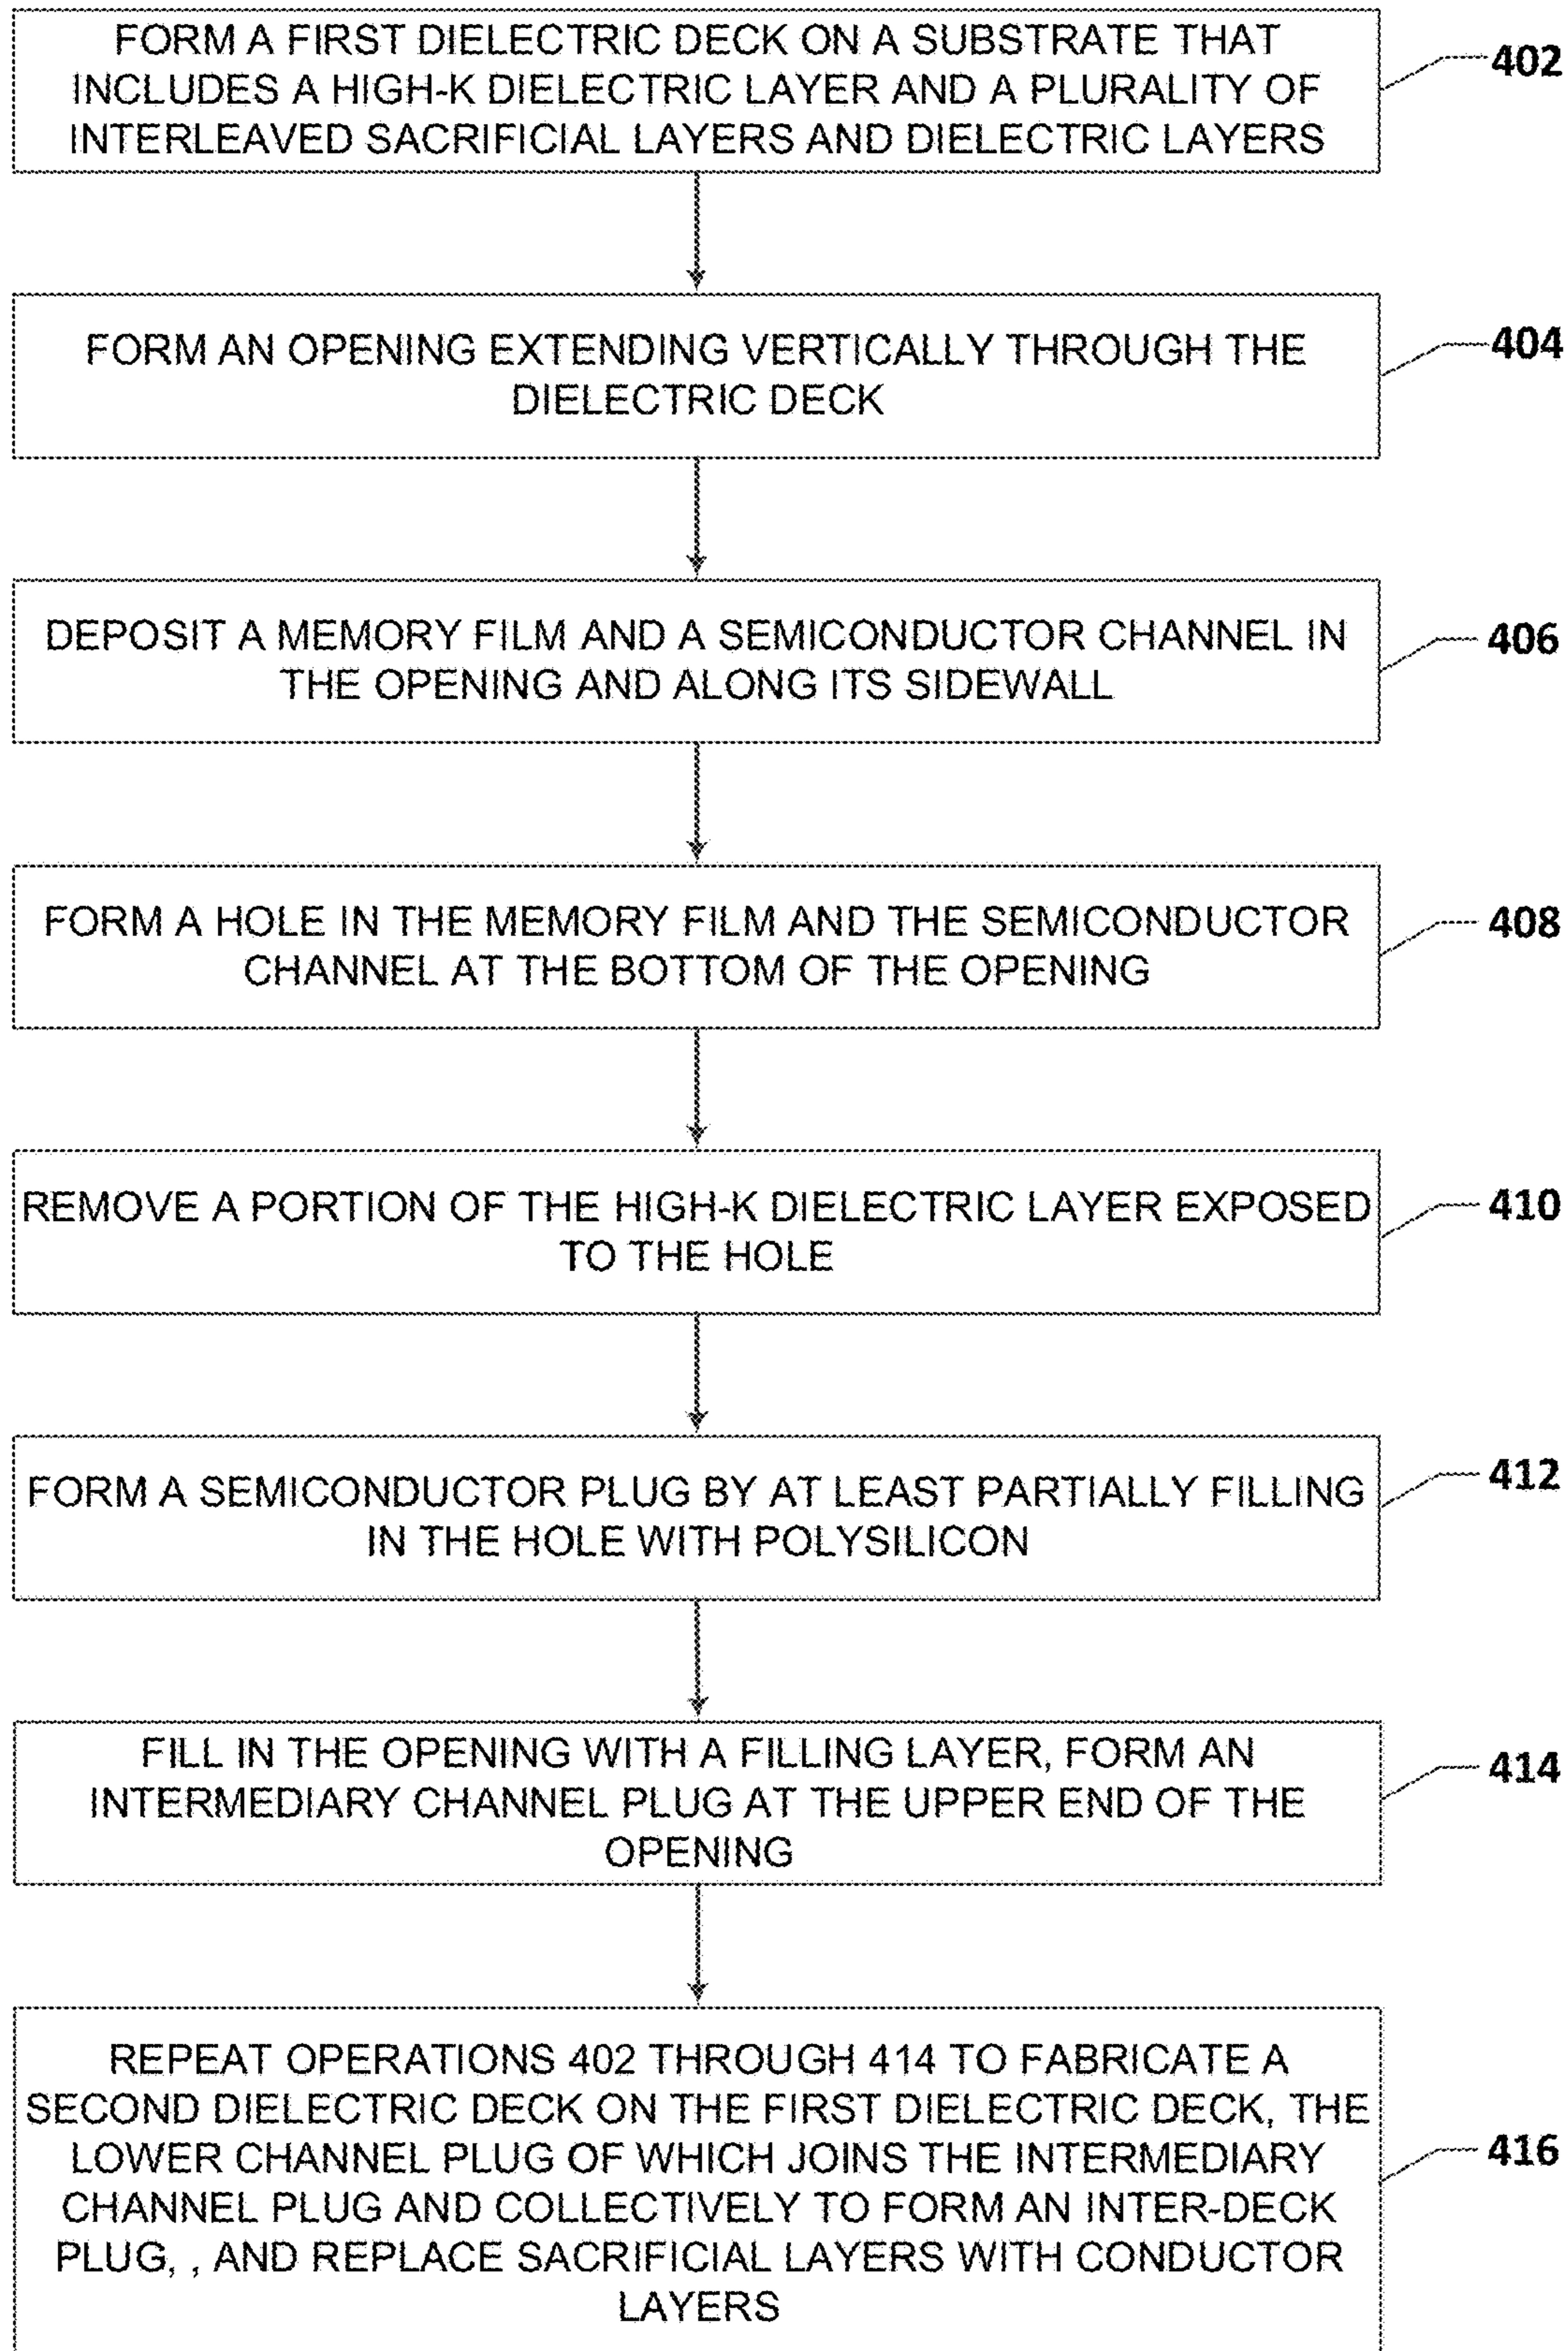 FORM A FIRST DIELECTRIC DECK ON A SUBSTRATE THAT
INCLUDES A HIGH-K DIELECTRIC LAYER AND A PLURALITY OF
INTERLEAVED SACRIFICIAL LAYERS AND DIELECTRIC LAYERS
402
FORM AN OPENING EXTENDING VERTICALLY THROUGH THE
DIELECTRIC DECK
404
DEPOSIT A MEMORY FILM AND A SEMICONDUCTOR CHANNEL IN
THE OPENING AND ALONG ITS SIDEWALL
406
FORM A HOLE IN THE MEMORY FILM AND THE SEMICONDUCTOR
CHANNEL AT THE BOTTOM OF THE OPENING
408
REMOVE A PORTION OF THE HIGH-K DIELECTRIC LAYER EXPOSED
TO THE HOLE
410
FORM A SEMICONDUCTOR PLUG BY AT LEAST PARTIALLY FILLING
IN THE HOLE WITH POLYSILICON
412
FILL IN THE OPENING WITH A FILLING LAYER, FORM AN
INTERMEDIARY CHANNEL PLUG AT THE UPPER END OF THE
OPENING
414
REPEAT OPERATIONS 402 THROUGH 414 TO FABRICATE A
SECOND DIELECTRIC DECK ON THE FIRST DIELECTRIC DECK, THE
LOWER CHANNEL PLUG OF WHICH JOINS THE INTERMEDIARY
CHANNEL PLUG AND COLLECTIVELY TO FORM AN INTER-DECK
PLUG, , AND REPLACE SACRIFICIAL LAYERS WITH CONDUCTOR
LAYERS
416